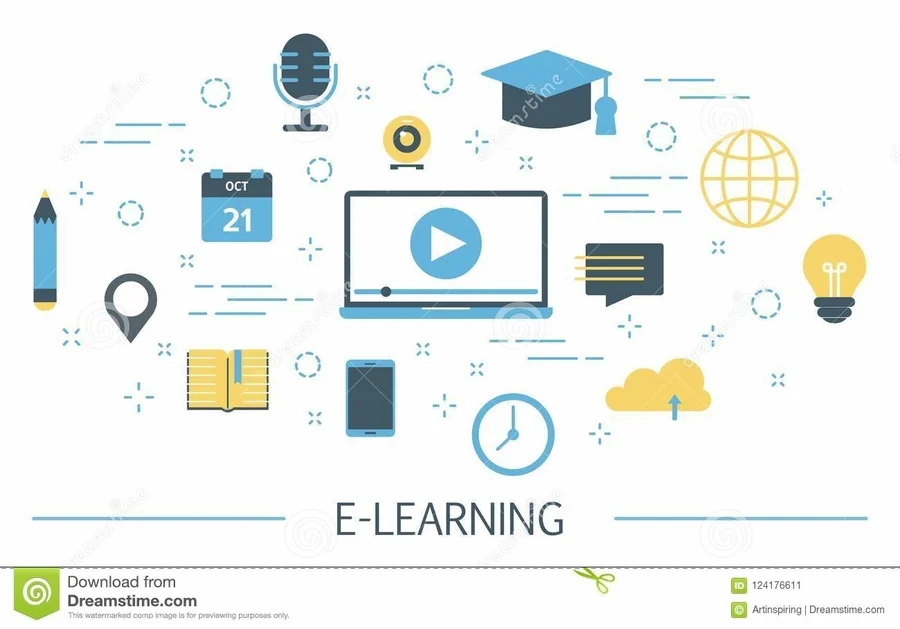 OCT
21
E-LEARNING
Download from
Dreamstime.com
This watermarked comp image is for previewing purposes only.
124176611
Artinspiring | Dreamstime.com